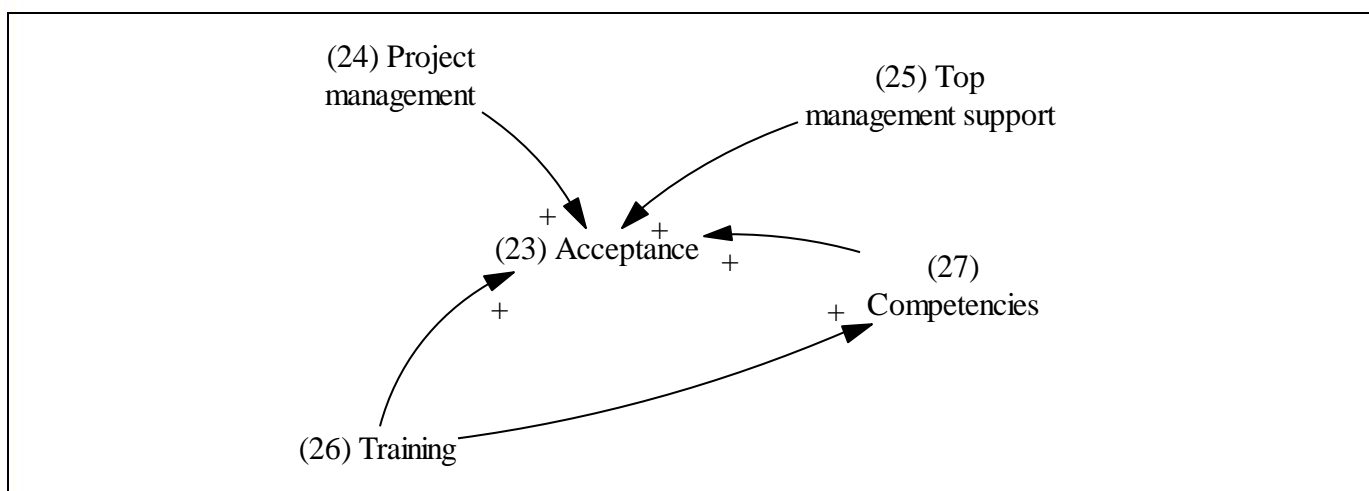 (24) Project
management
(25) Top
management support
+
+
(23) Acceptance
+
(27)
Competencies
+
+
(26) Training